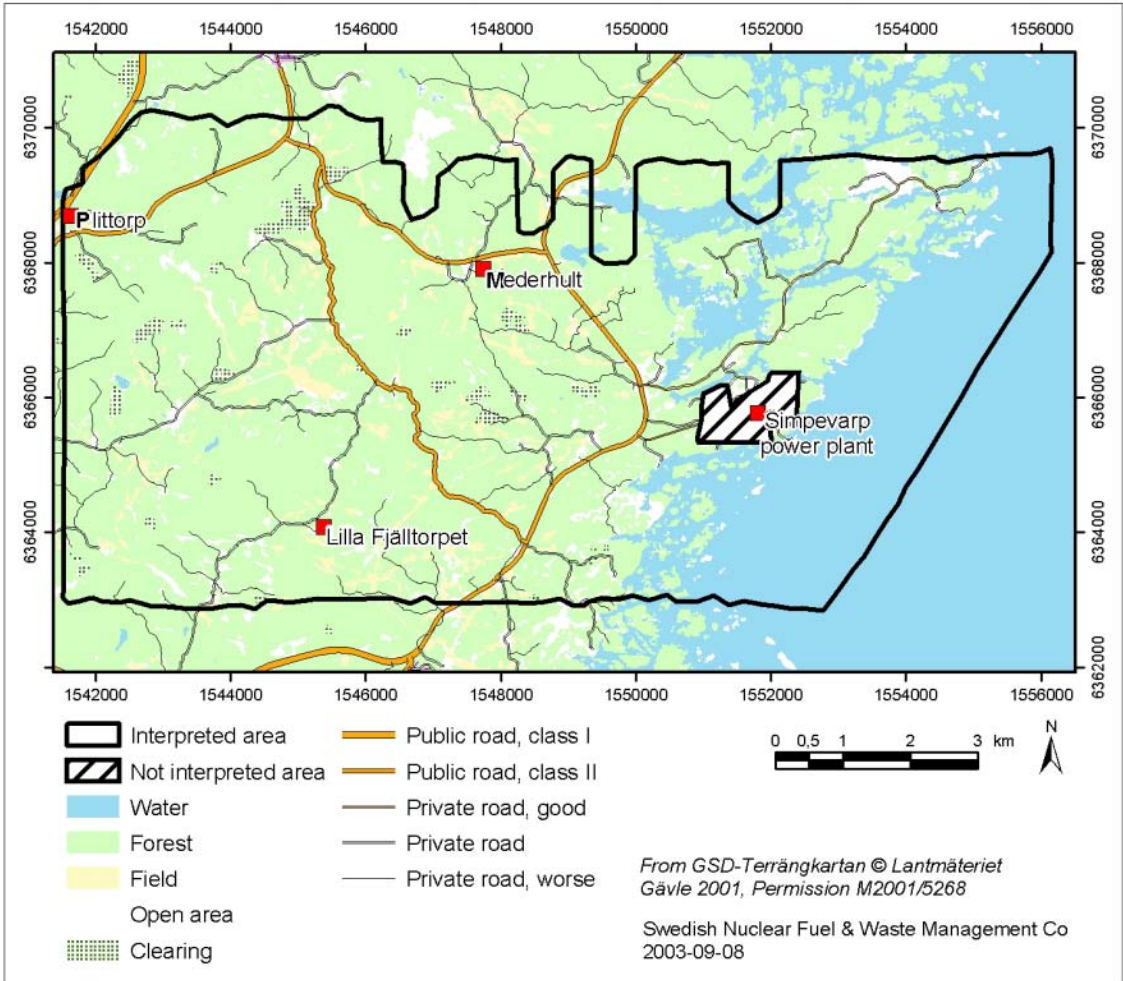 1542000 1544000 1546000 1548000 1550000 1552000 1554000 1556000
6370000 6370000
Plittorp
6368000 6368000
Mederhult
6366000 6366000
Simpevarp
power plant
6364000 6364000
Lilla Fjälltorpet
6362000
1542000 1544000 1546000 1548000 1550000 1552000 1554000 1556000
Interpreted area
Not interpreted area
Water
Forest
Field
Open area
Clearing
Public road, class I
Public road, class II
Private road, good
Private road
Private road, worse
0 0,5 1 2 3 km
N
From GSD-Terrängkartan © Lantmäteriet
Gävle 2001, Permission M2001/5268
Swedish Nuclear Fuel & Waste Management Co
2003-09-08